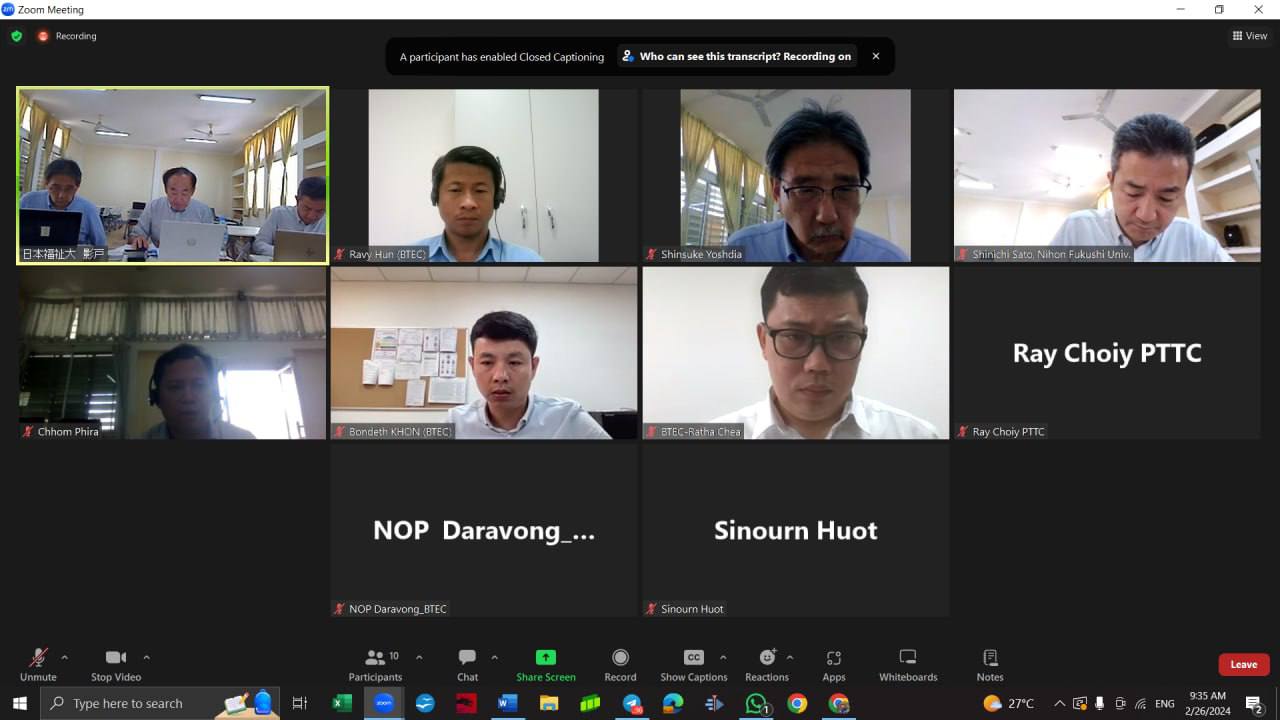 Zoom Meeting
Recording
A participant has enabled Closed Captioning
Who can see this transcript? Recording on
View
日本福祉大 影戸
Ravy Hun (BTEC)
Shinsuke Yoshdia
Shinichi Sato, Nihon Fukushi Univ.
Chhom Phira
Bondeth KHON (BTEC)
BTEC-Ratha Chea
Ray Choiy PTTC
Ray Choiy PTTC
NOP Daravong_...
NOP Daravong_BTEC
Sinourn Huot
Sinourn Huot
Unmute
Stop Video
Participants
10
Chat
Share Screen
Record
CC
Show Captions
Reactions
Apps
Whiteboards
Notes
Leave
Type here to search
27°C
ENG
9:35 AM
2/26/2024
2